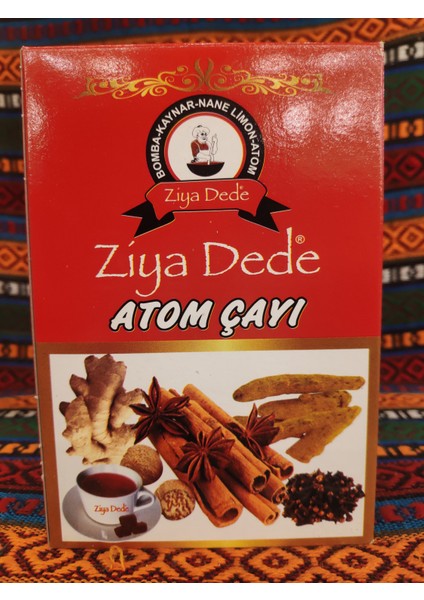 BOMBA-KAYNAR-NANE LİMON-ATOM
Ziya Dede®
Ziya Dede®
ATOM ÇAYI
Ziya Dede